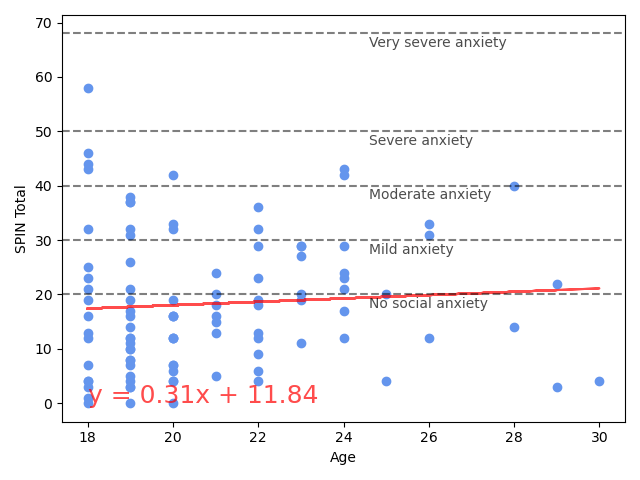 70
60
50
40
30
20
10
0
SPIN Total
Very severe anxiety
Severe anxiety
Moderate anxiety
Mild anxiety
No social anxiety
y = 0.31x + 11.84
18 20 22 24 26 28 30
Age